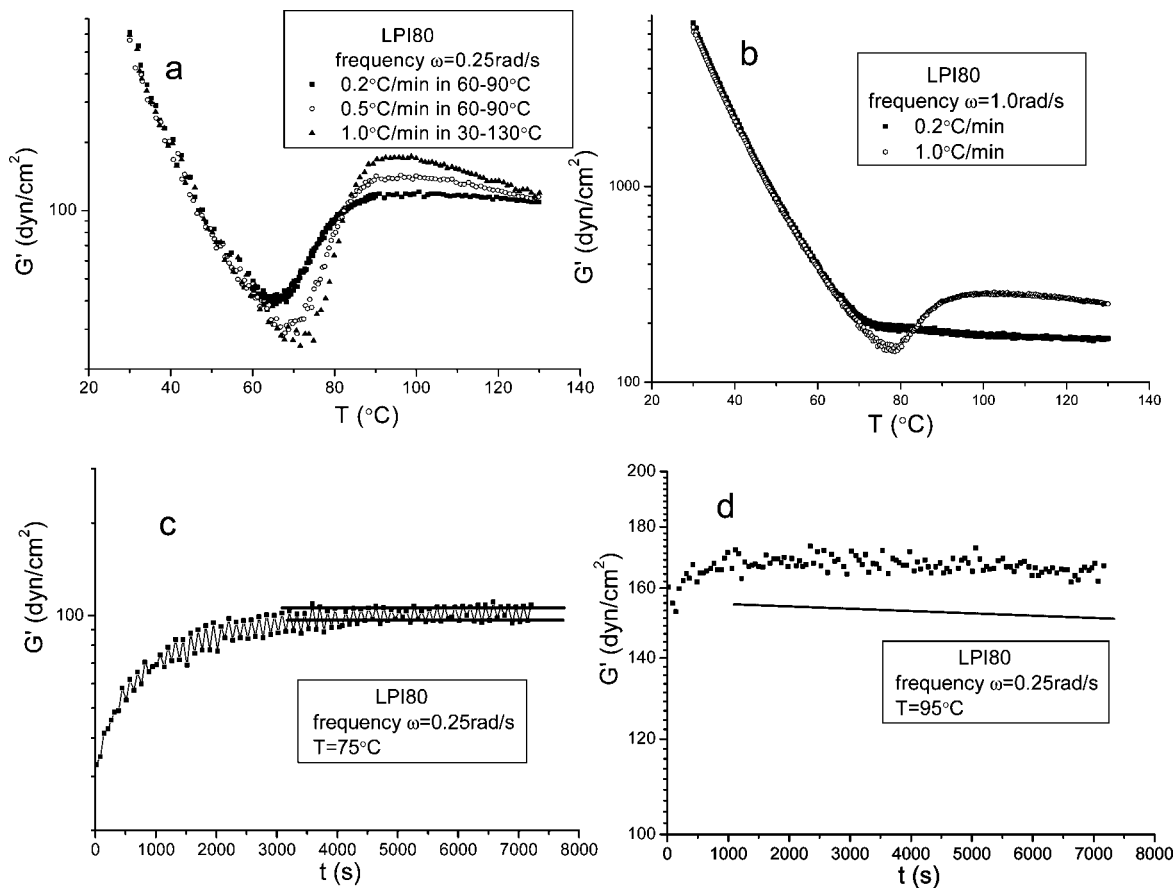 a
LPI80
frequency ω=0.25rad/s
0.2°C/min in 60-90°C
0.5°C/min in 60-90°C
1.0°C/min in 30-130°C
G' (dyn/cm²)
100
20 40 60 80 100 120 140
T (°C)
b
LPI80
frequency ω=1.0rad/s
0.2°C/min
1.0°C/min
G' (dyn/cm²)
1000
100
20 40 60 80 100 120 140
T (°C)
c
LPI80
frequency ω=0.25rad/s
T=75°C
G' (dyn/cm²)
100
0 1000 2000 3000 4000 5000 6000 7000 8000
t (s)
d
LPI80
frequency ω=0.25rad/s
T=95°C
G' (dyn/cm²)
200
180
160
140
120
100
0 1000 2000 3000 4000 5000 6000 7000 8000
t (s)